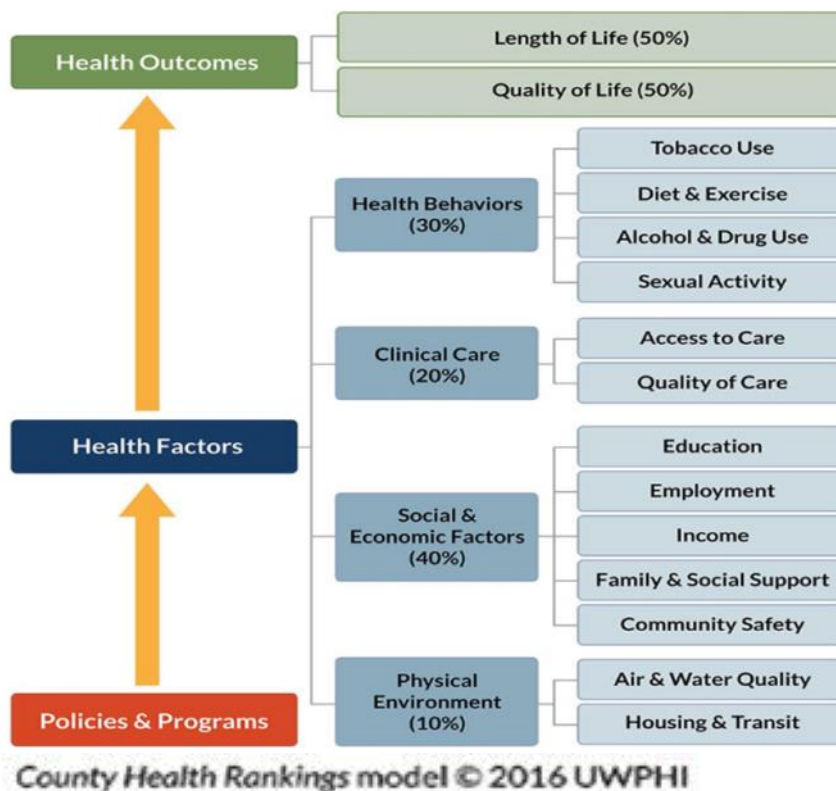 Health Outcomes
Length of Life (50%)
Quality of Life (50%)
Health Factors
Health Behaviors
(30%)
Tobacco Use
Diet & Exercise
Alcohol & Drug Use
Sexual Activity
Clinical Care
(20%)
Access to Care
Quality of Care
Social &
Economic Factors
(40%)
Education
Employment
Income
Family & Social Support
Community Safety
Physical
Environment
(10%)
Air & Water Quality
Housing & Transit
Policies & Programs
County Health Rankings model © 2016 UWPHI